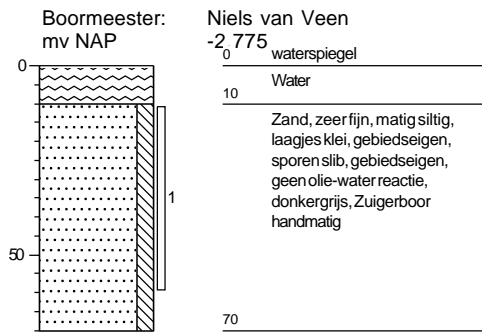 Boormeester: Niels van Veen
mv NAP -2,775
0 0 waterspiegel
Water
10
Zand, zeer fijn, matig siltig,
laagjes klei, gebiedseigen,
sporen slib, gebiedseigen,
geen olie-water reactie,
donkergrijs, Zuigerboor
handmatig
1
50
70